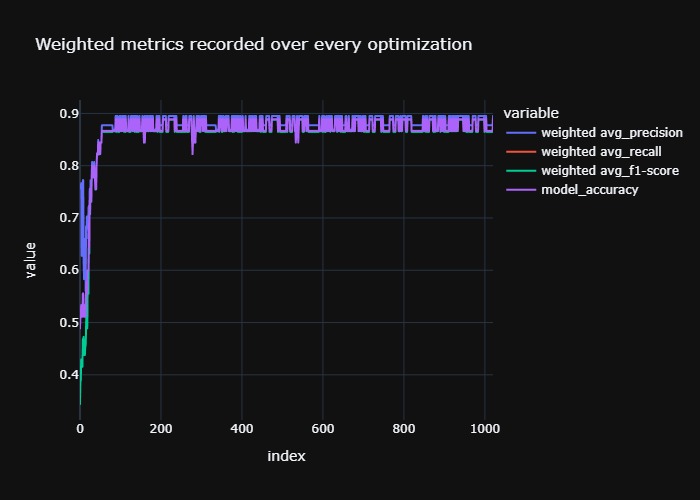 Weighted metrics recorded over every optimization
0.9
0.8
0.7
0.6
0.5
0.4
value
0
200
400
600
800
1000
index
variable
weighted avg_precision
weighted avg_recall
weighted avg_f1-score
model_accuracy